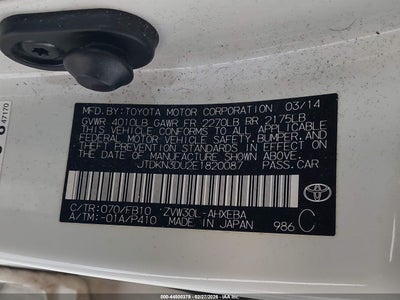 47170
MFD. BY: TOYOTA MOTOR CORPORATION 03/14
GVWR 4010LB GAWR FR 2270LB RR 2175LB
THIS VEHICLE CONFORMS TO ALL APPLICABLE
FEDERAL MOTOR VEHICLE SAFETY, BUMPER, AND
THEFT PREVENTION STANDARDS IN EFFECT ON
THE DATE OF MANUFACTURE SHOWN ABOVE.
JTDKN3DU2E1820087 PASS.CAR
TOYOTA
C/TR: 070/FB10 ZVW30L-AHXEBA
A/TM: -01A/P410 MADE IN JAPAN 986 C
000-44600379 - 02/27/2026 -